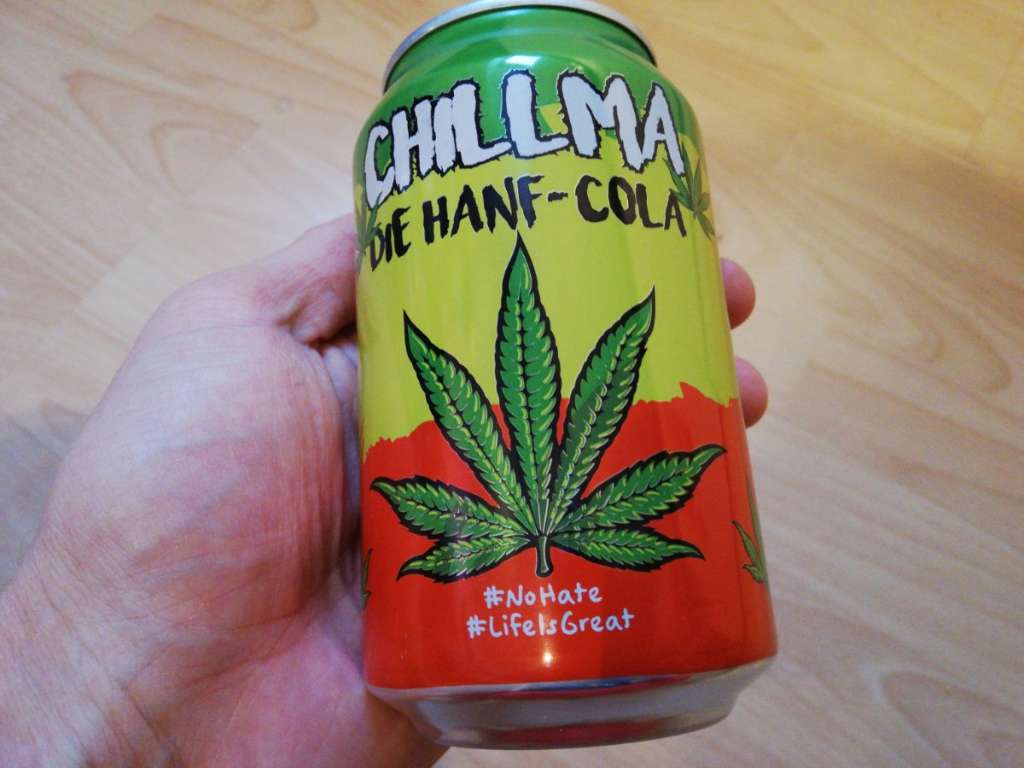 CHILLMA
DIE HANF-COLA
#NoHate
#LifeIsGreat